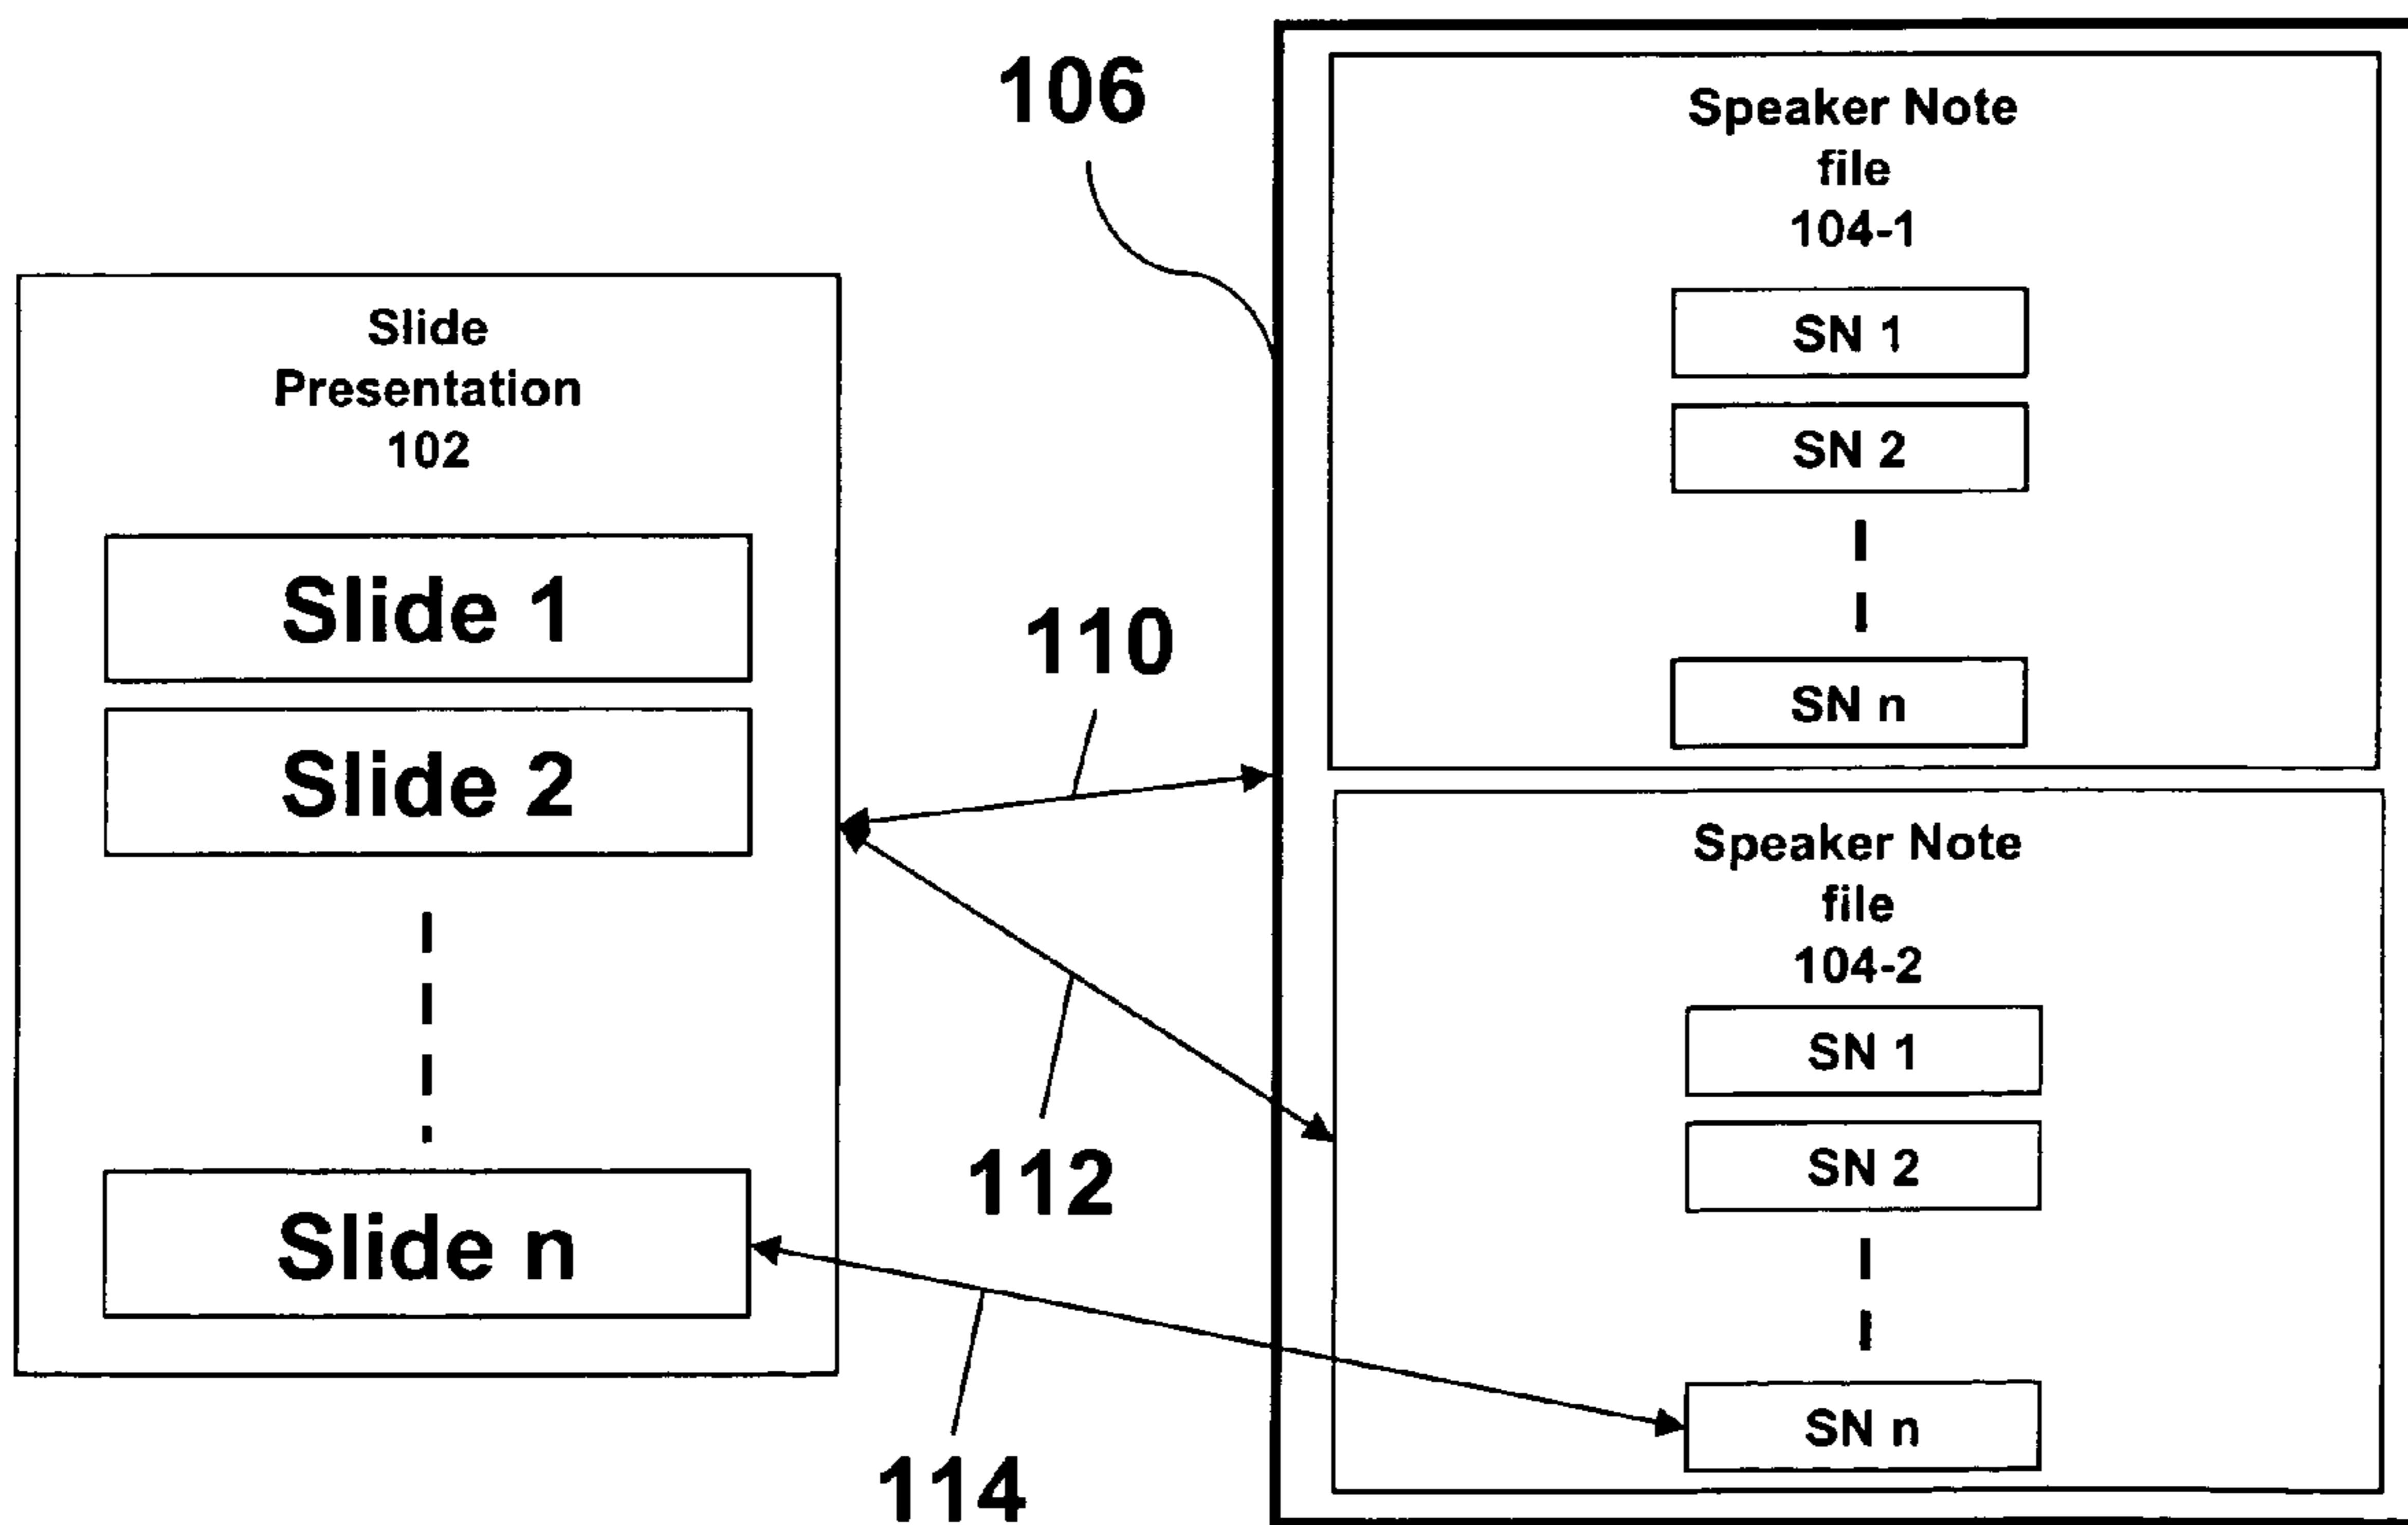 Slide
Presentation
102
Slide 1
Slide 2
Slide n
106
110
112
114
Speaker Note
file
104-1
SN 1
SN 2
SN n
Speaker Note
file
104-2
SN 1
SN 2
SN n